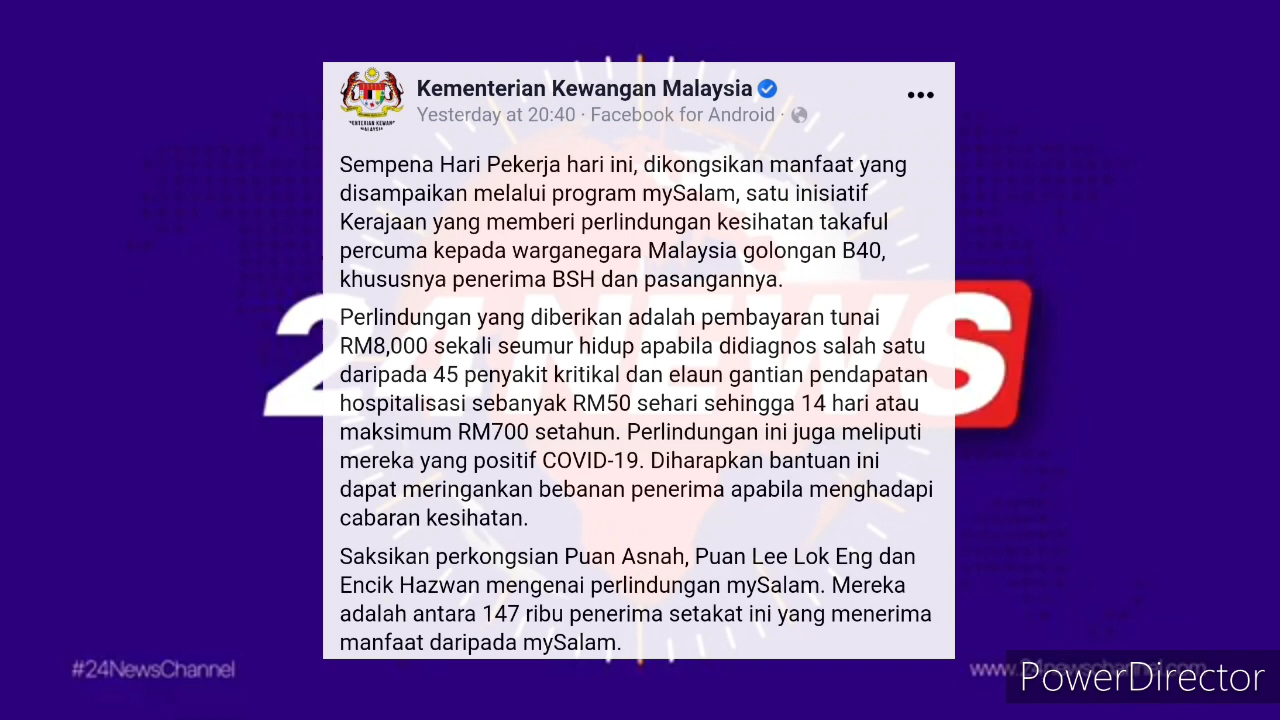 Kementerian Kewangan Malaysia
Yesterday at 20:40 · Facebook for Android ·
Sempena Hari Pekerja hari ini, dikongsikan manfaat yang
disampaikan melalui program mySalam, satu inisiatif
Kerajaan yang memberi perlindungan kesihatan takaful
percuma kepada warganegara Malaysia golongan B40,
khususnya penerima BSH dan pasangannya.
Perlindungan yang diberikan adalah pembayaran tunai
RM8,000 sekali seumur hidup apabila didiagnos salah satu
daripada 45 penyakit kritikal dan elaun gantian pendapatan
hospitalisasi sebanyak RM50 sehari sehingga 14 hari atau
maksimum RM700 setahun. Perlindungan ini juga meliputi
mereka yang positif COVID-19. Diharapkan bantuan ini
dapat meringankan bebanan penerima apabila menghadapi
cabaran kesihatan.
Saksikan perkongsian Puan Asnah, Puan Lee Lok Eng dan
Encik Hazwan mengenai perlindungan mySalam. Mereka
adalah antara 147 ribu penerima setakat ini yang menerima
manfaat daripada mySalam.
24NEWS
#24NewsChannel
www.24newschannel.com
PowerDirector